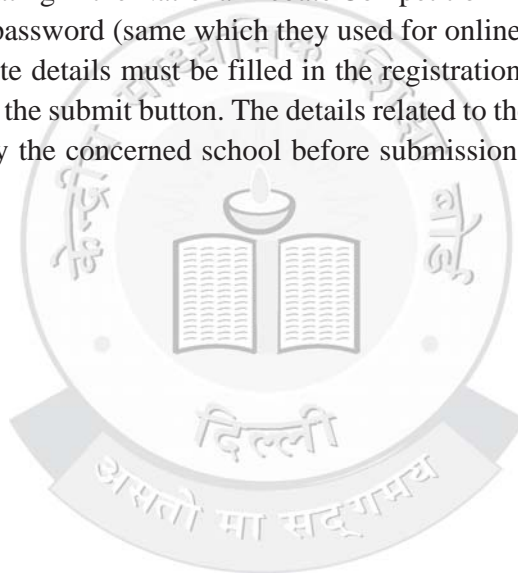 password (same which they used for online
te details must be filled in the registration
the submit button. The details related to th
y the concerned school before submission
केन्द्रीय माध्यमिक शिक्षा बोर्ड
दिल्ली
असतो मा सद्गमय